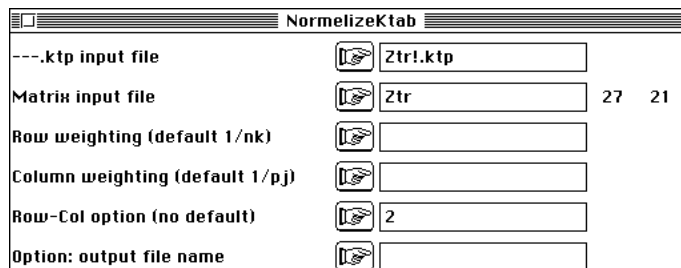 NormelizeKtab
---.ktp input file Ztr!.ktp
Matrix input file Ztr 27 21
Row weighting (default 1/nk)
Column weighting (default 1/pj)
Row-Col option (no default) 2
Option: output file name